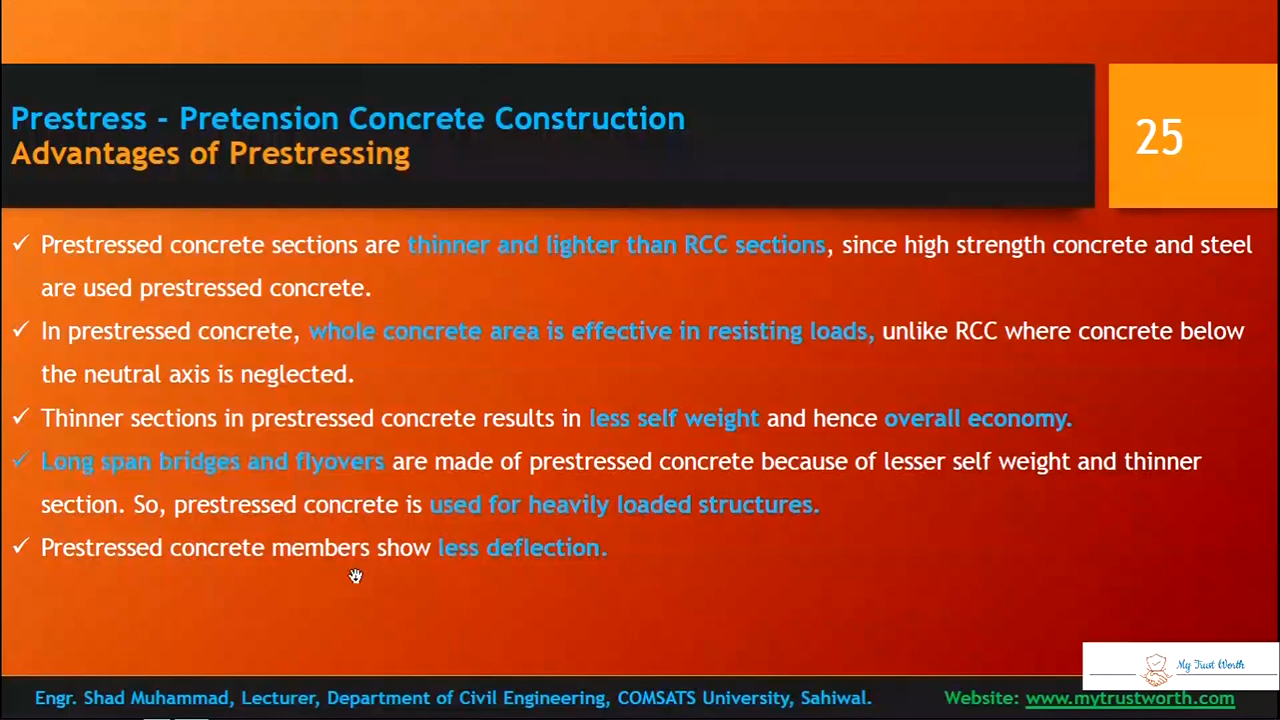 Prestress - Pretension Concrete Construction
Advantages of Prestressing
25
✓ Prestressed concrete sections are thinner and lighter than RCC sections, since high strength concrete and steel
are used prestressed concrete.
✓ In prestressed concrete, whole concrete area is effective in resisting loads, unlike RCC where concrete below
the neutral axis is neglected.
✓ Thinner sections in prestressed concrete results in less self weight and hence overall economy.
✓ Long span bridges and flyovers are made of prestressed concrete because of lesser self weight and thinner
section. So, prestressed concrete is used for heavily loaded structures.
✓ Prestressed concrete members show less deflection.
My Trust Worth
Engr. Shad Muhammad, Lecturer, Department of Civil Engineering, COMSATS University, Sahiwal.
Website: www.mytrustworth.com